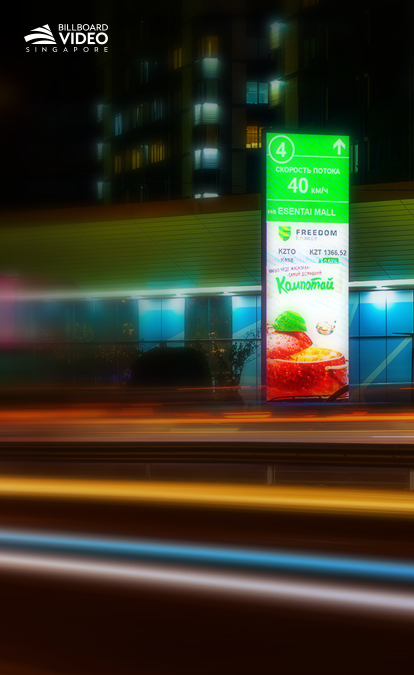 BILLBOARD
VIDEO
SINGAPORE
4
СКОРОСТЬ ПОТОКА
40 км/ч
на ESENTAI MALL
FREEDOM
KZTO KZT 1366.52
Компотай